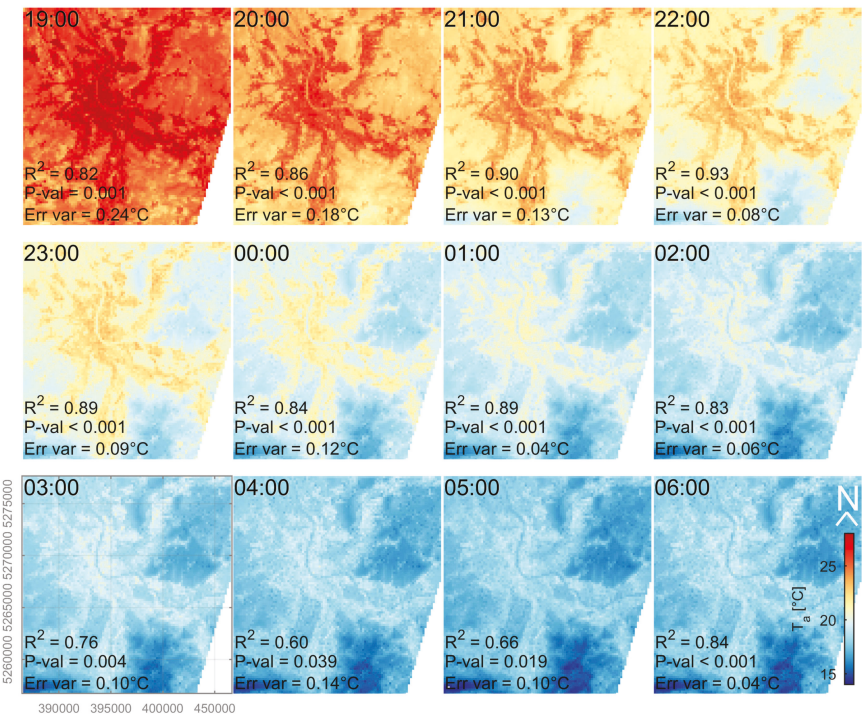 19:00
R² = 0.82
P-val = 0.001
Err var = 0.24°C
20:00
R² = 0.86
P-val < 0.001
Err var = 0.18°C
21:00
R² = 0.90
P-val < 0.001
Err var = 0.13°C
22:00
R² = 0.93
P-val < 0.001
Err var = 0.08°C
23:00
R² = 0.89
P-val < 0.001
Err var = 0.09°C
00:00
R² = 0.84
P-val < 0.001
Err var = 0.12°C
01:00
R² = 0.89
P-val < 0.001
Err var = 0.04°C
02:00
R² = 0.83
P-val < 0.001
Err var = 0.06°C
03:00
R² = 0.76
P-val = 0.004
Err var = 0.10°C
04:00
R² = 0.60
P-val = 0.039
Err var = 0.14°C
05:00
R² = 0.66
P-val = 0.019
Err var = 0.10°C
06:00
R² = 0.84
P-val < 0.001
Err var = 0.04°C
N
25
20
15
Ta [°C]
5275000
5270000
5265000
5260000
390000 395000 400000 450000